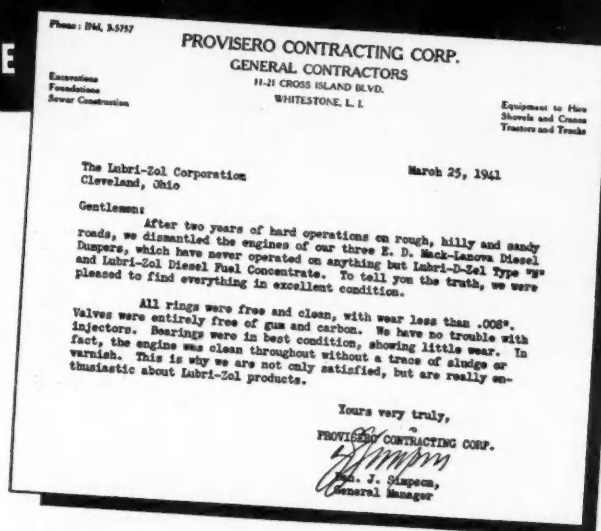 E
Phone: 3-5757
PROVISERO CONTRACTING CORP.
GENERAL CONTRACTORS
11-21 CROSS ISLAND BLVD.
WHITESTONE, L. I.
Excavations
Foundations
Sewer Construction
Equipment to Hire
Shovels and Cranes
Tractors and Trucks
March 25, 1941
The Lubri-Zol Corporation
Cleveland, Ohio
Gentlemen:
After two years of hard operations on rough, hilly and sandy
roads, we dismantled the engines of our three E. D. Mack-Lanova Diesel
Dumpers, which have never operated on anything but Lubri-D-Zel Type
and Lubri-Zol Diesel Fuel Concentrate. To tell you the truth, we were
pleased to find everything in excellent condition.
All rings were free and clean, with wear less than .008".
Valves were entirely free of gum and carbon. We have no trouble with
injectors. Bearings were in best condition, showing little wear. In
fact, the engine was clean throughout without a trace of sludge or
varnish. This is why we are not only satisfied, but are really en-
thusiastic about Lubri-Zol products.
Yours very truly,
PROVISERO CONTRACTING CORP.
J. Simpson,
General Manager